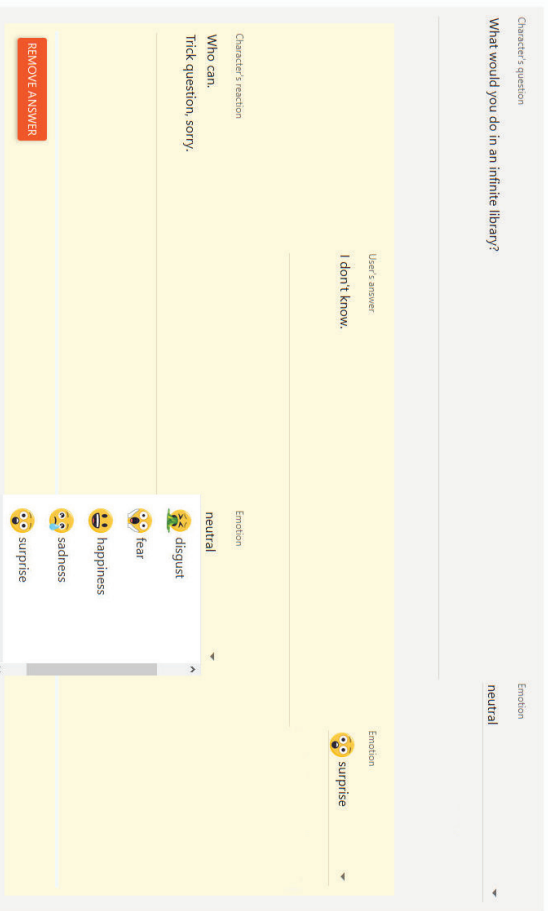 Character's question
Emotion
What would you do in an infinite library?
neutral
User's answer
Emotion
I don't know.
surprise
Character's reaction
Emotion
Who can.
neutral
Trick question, sorry.
disgust
fear
happiness
sadness
surprise
REMOVE ANSWER